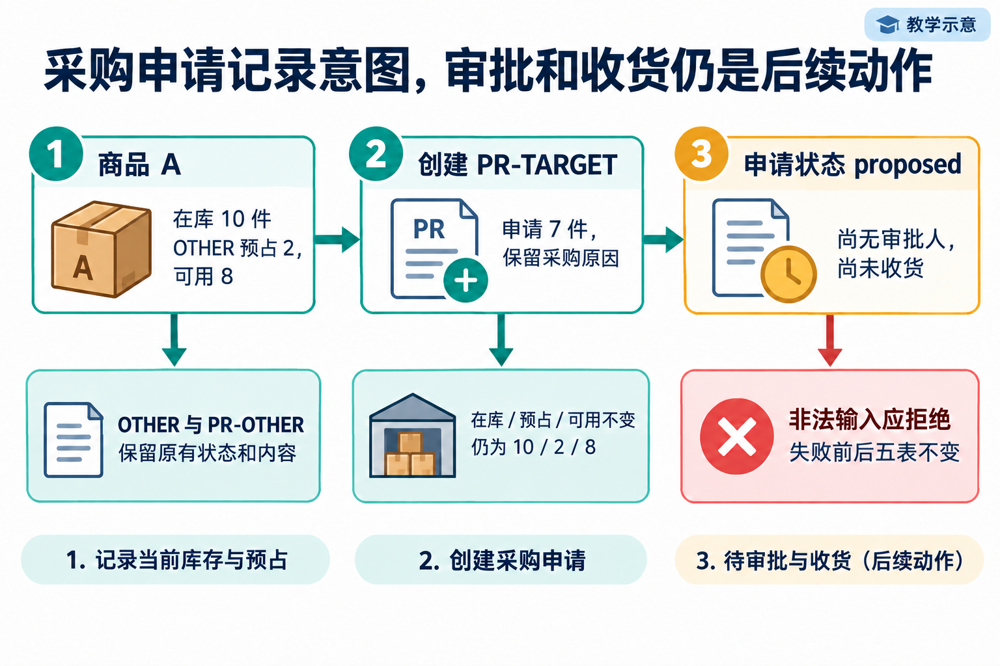 教学示意
采购申请记录意图，审批和收货仍是后续动作
1
商品 A
A
在库 10 件
OTHER 预占 2，
可用 8
2
创建 PR-TARGET
PR
申请 7 件，
保留采购原因
3
申请状态 proposed
尚无审批人，
尚未收货
OTHER 与 PR-OTHER
保留原有状态和内容
在库 / 预占 / 可用不变
仍为 10 / 2 / 8
非法输入应拒绝
失败前后五表不变
1. 记录当前库存与预占
2. 创建采购申请
3. 待审批与收货（后续动作）